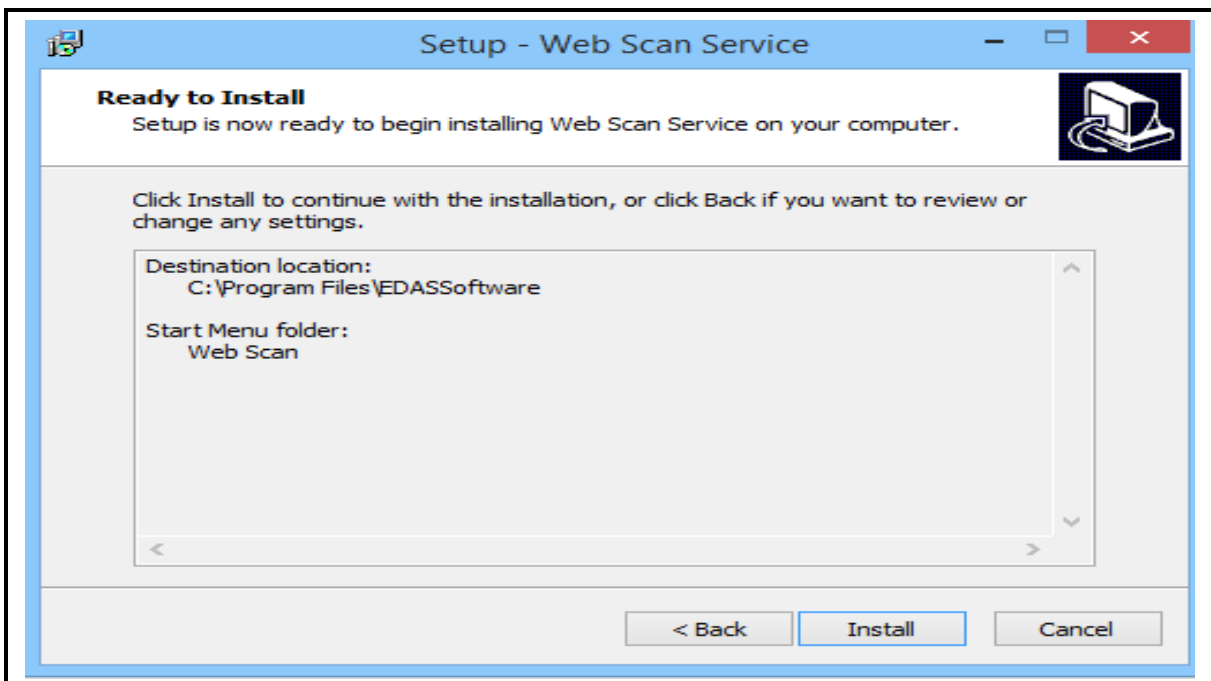 Setup - Web Scan Service
Ready to Install
Setup is now ready to begin installing Web Scan Service on your computer.
Click Install to continue with the installation, or click Back if you want to review or
change any settings.
Destination location:
C:\Program Files\EDASSoftware
Start Menu folder:
Web Scan
< Back
Install
Cancel